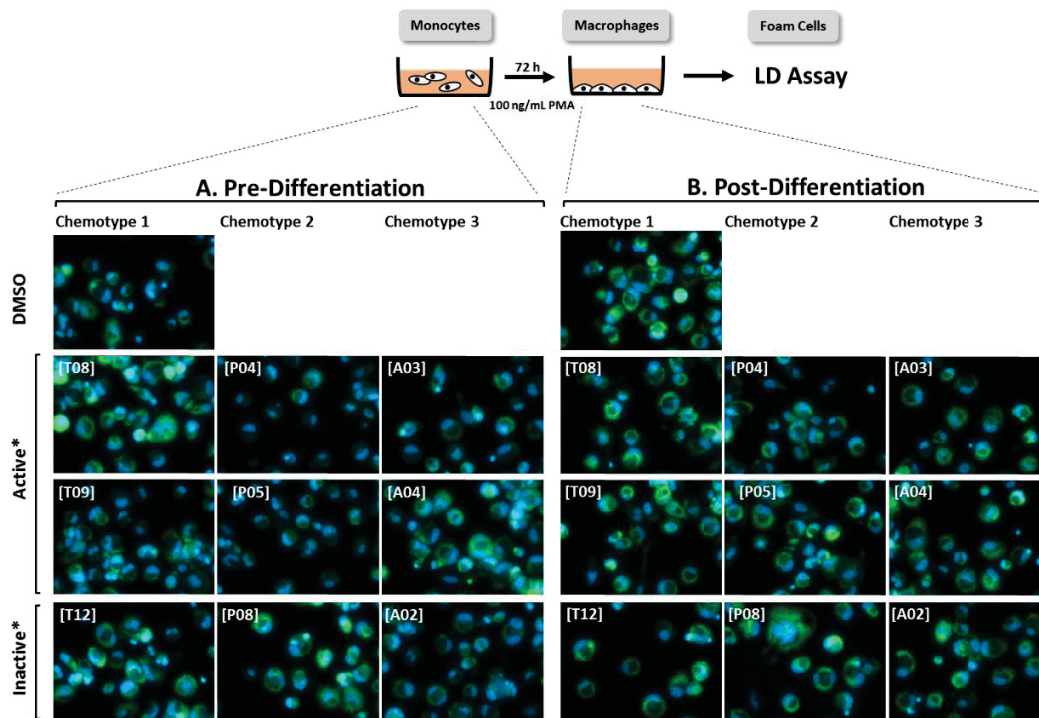 Monocytes
Macrophages
Foam Cells
72 h
100 ng/mL PMA
LD Assay
A. Pre-Differentiation
B. Post-Differentiation
Chemotype 1 Chemotype 2 Chemotype 3
Chemotype 1 Chemotype 2 Chemotype 3
DMSO
Active*
[T08] [P04] [A03]
[T08] [P04] [A03]
[T09] [P05] [A04]
[T09] [P05] [A04]
Inactive*
[T12] [P08] [A02]
[T12] [P08] [A02]